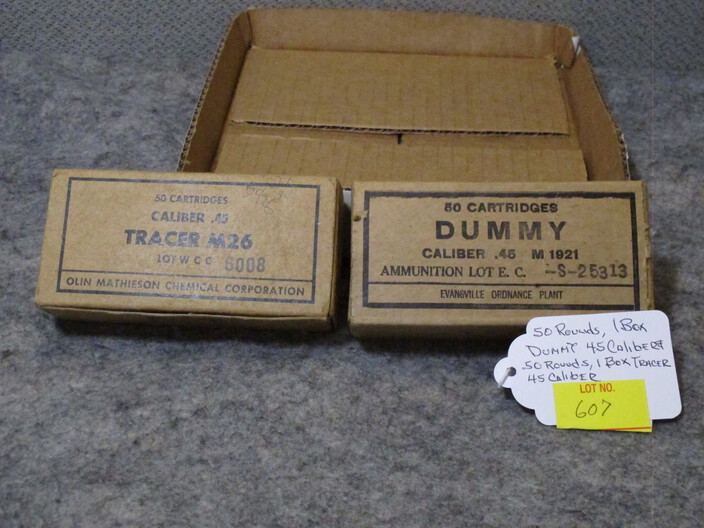 50 CARTRIDGES
CALIBER .45
TRACER M26
LOT W C C 6008
OLIN MATHIESON CHEMICAL CORPORATION
50 CARTRIDGES
DUMMY
CALIBER .45 M 1921
AMMUNITION LOT E. C. -S-25313
EVANSVILLE ORDNANCE PLANT
50 Rounds, 1 Box
Dummy 45 Caliber &
50 Rounds, 1 Box Tracer
45 Caliber
LOT NO.
607